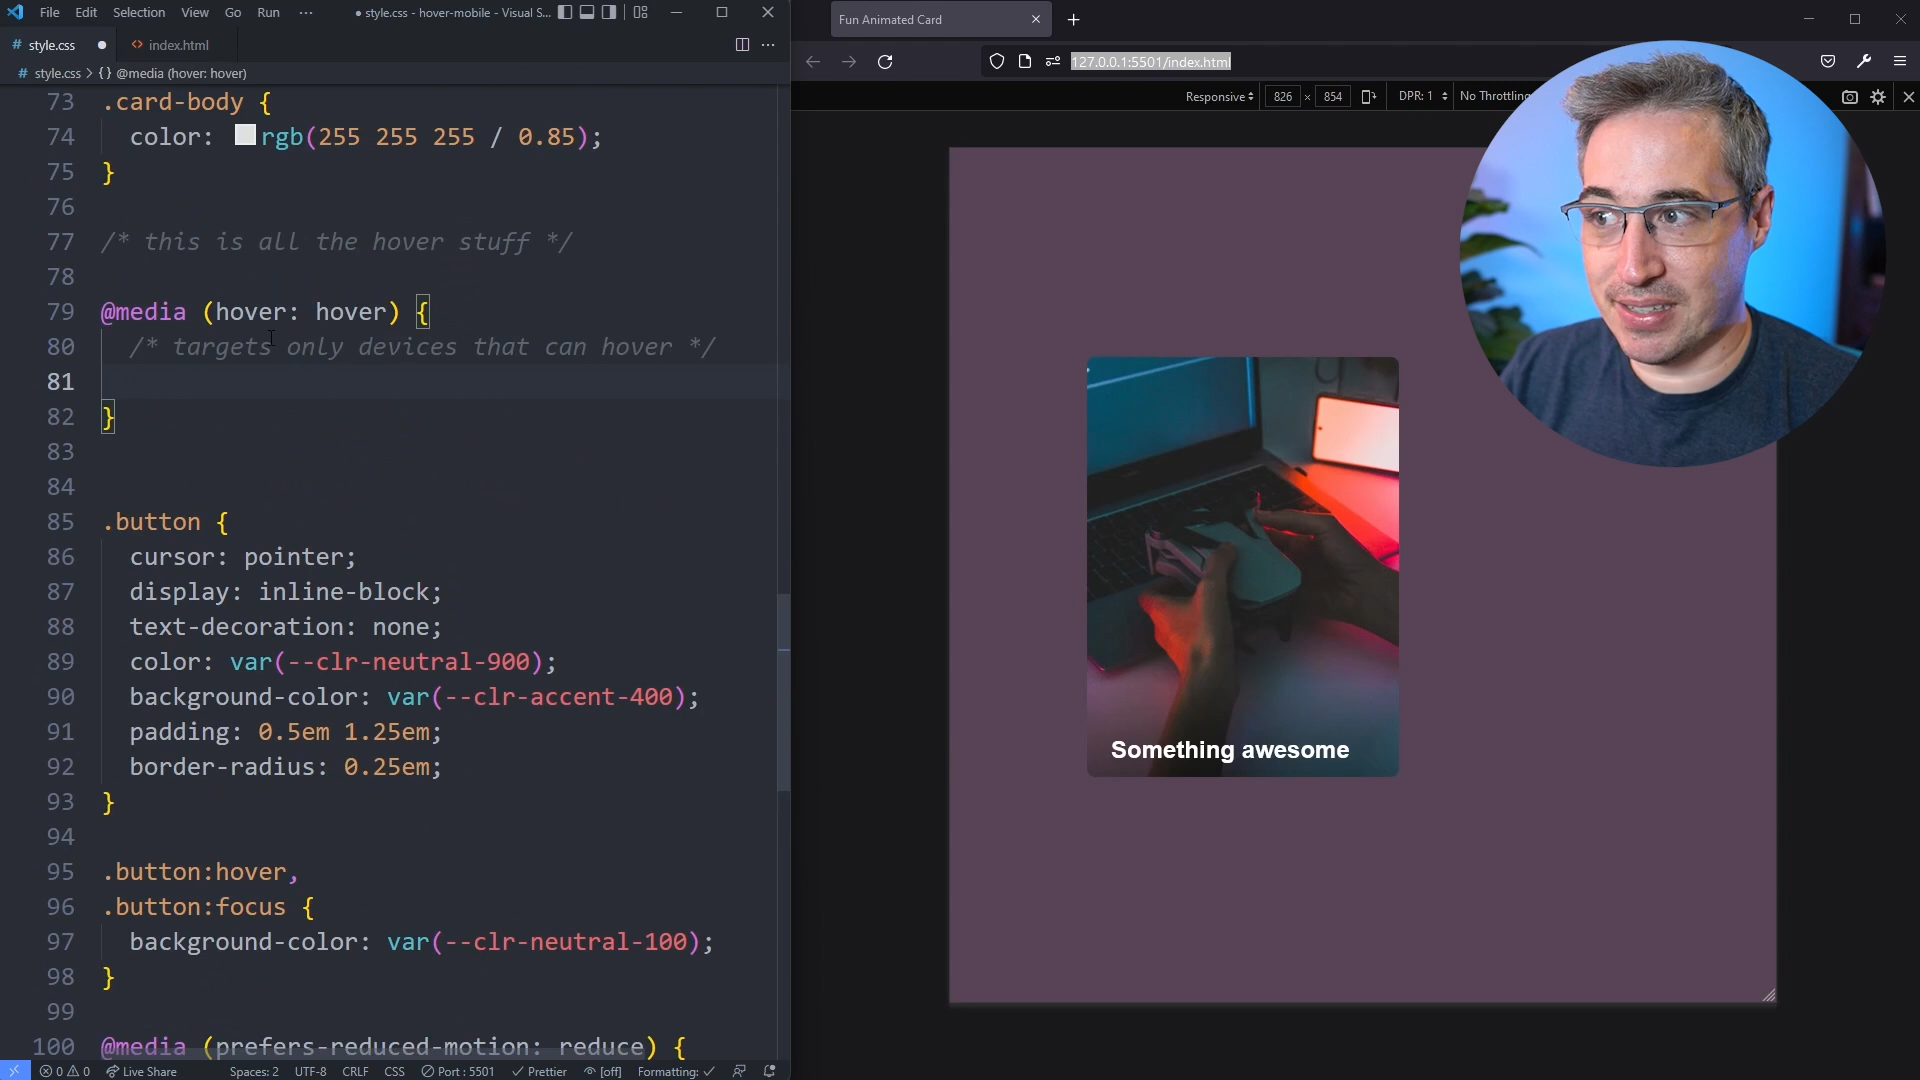 File Edit Selection View Go Run ··· ● style.css - hover-mobile - Visual S...
# style.css ●
<> index.html
# style.css > {} @media (hover: hover)
73 .card-body {
74 color: rgb(255 255 255 / 0.85);
75 }
76
77 /* this is all the hover stuff */
78
79 @media (hover: hover) {
80 /* targets only devices that can hover */
81
82 }
83
84
85 .button {
86 cursor: pointer;
87 display: inline-block;
88 text-decoration: none;
89 color: var(--clr-neutral-900);
90 background-color: var(--clr-accent-400);
91 padding: 0.5em 1.25em;
92 border-radius: 0.25em;
93 }
94
95 .button:hover,
96 .button:focus {
97 background-color: var(--clr-neutral-100);
98 }
99
100 @media (prefers-reduced-motion: reduce) {
0 0 Live Share Spaces: 2 UTF-8 CRLF CSS Port : 5501 Prettier [off] Formatting: ✓
Fun Animated Card
127.0.0.1:5501/index.html
Responsive 826 × 854 DPR: 1 No Throttling
Something awesome